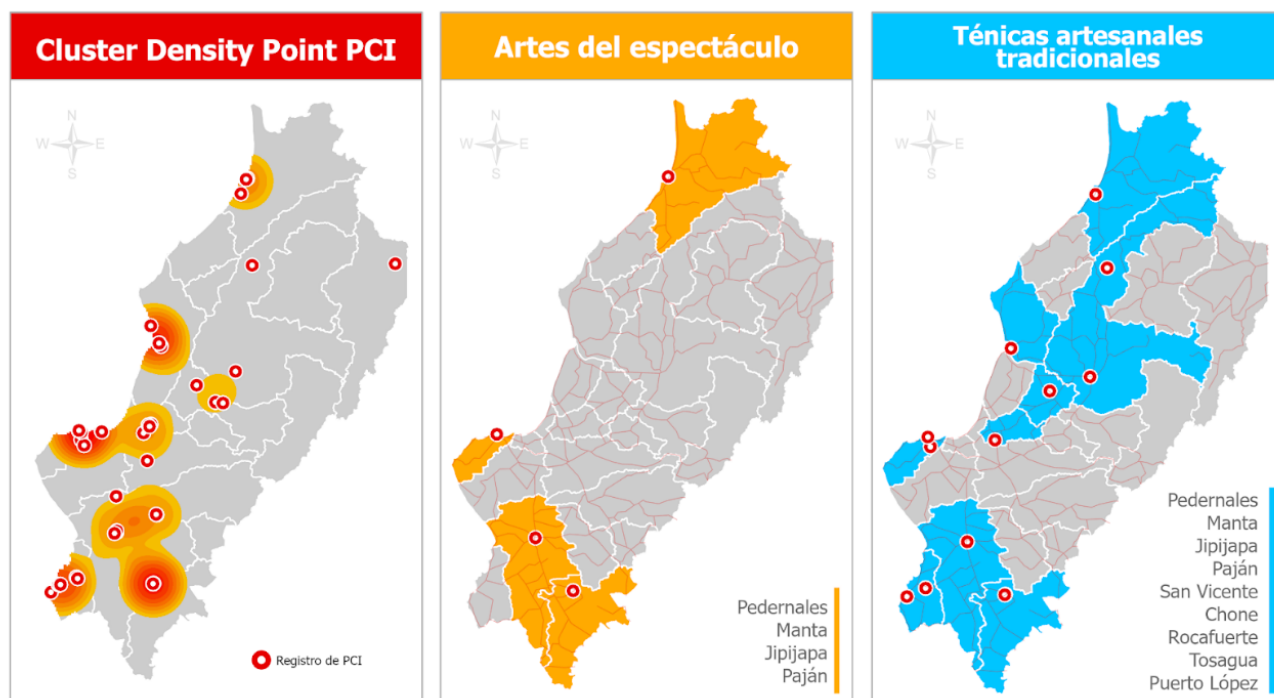 Cluster Density Point PCI
N
W E
S
Registro de PCI
Artes del espectáculo
N
W E
S
Pedernales
Manta
Jipijapa
Paján
Ténicas artesanales
tradicionales
N
W E
S
Pedernales
Manta
Jipijapa
Paján
San Vicente
Chone
Rocafuerte
Tosagua
Puerto López